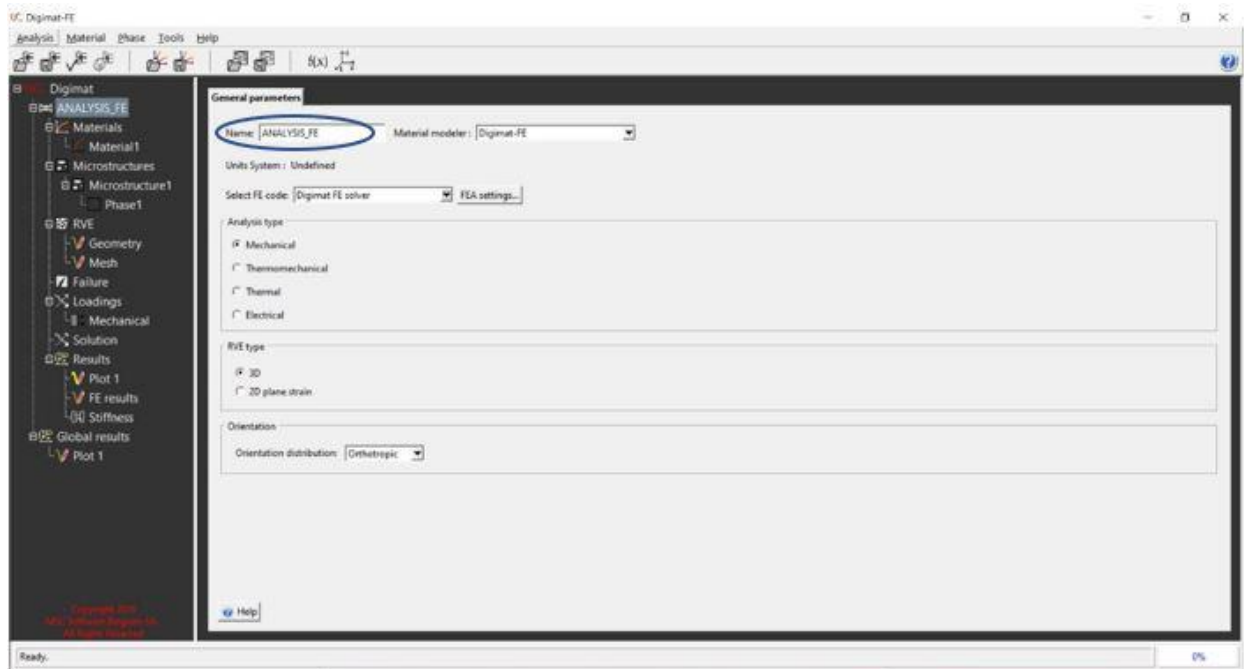 Digimat-FE
Analysis Material Phase Tools Help
f(x)
Digimat
ANALYSIS_FE
Materials
Material1
Microstructures
Microstructure1
Phase1
RVE
Geometry
Mesh
Failure
Loadings
Mechanical
Solution
Results
Plot 1
FE results
Stiffness
Global results
Plot 1
General parameters
Name: ANALYSIS_FE Material modeler : Digimat-FE
Units System : Undefined
Select FE code: Digimat FE solver FEA settings...
Analysis type
Mechanical
Thermomechanical
Thermal
Electrical
RVE type
3D
2D plane strain
Orientation
Orientation distribution: Orthotropic
Help
All Rights Reserved
Ready. 0%